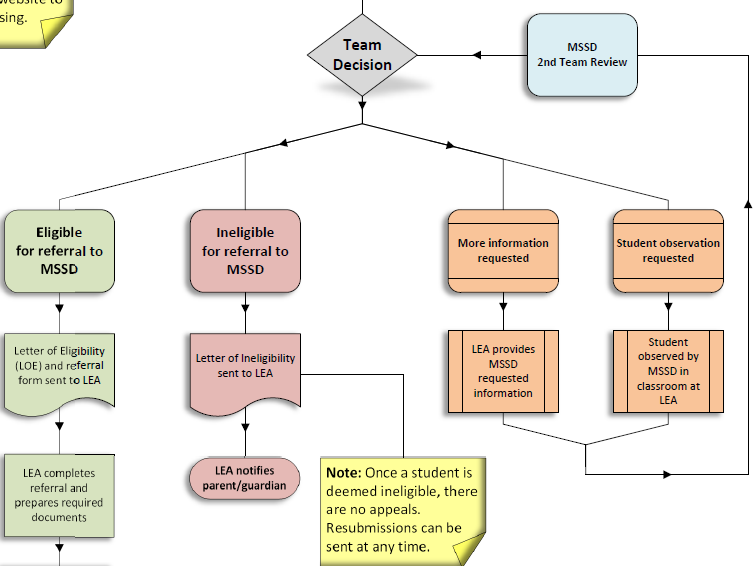 website to
sing.
Team
Decision
MSSD
2nd Team Review
Eligible
for referral to
MSSD
Ineligible
for referral to
MSSD
More information
requested
Student observation
requested
Letter of Eligibility
(LOE) and referral
form sent to LEA
Letter of Ineligibility
sent to LEA
LEA provides
MSSD
requested
information
Student
observed by
MSSD in
classroom at
LEA
LEA completes
referral and
prepares required
documents
LEA notifies
parent/guardian
Note: Once a student is
deemed ineligible, there
are no appeals.
Resubmissions can be
sent at any time.